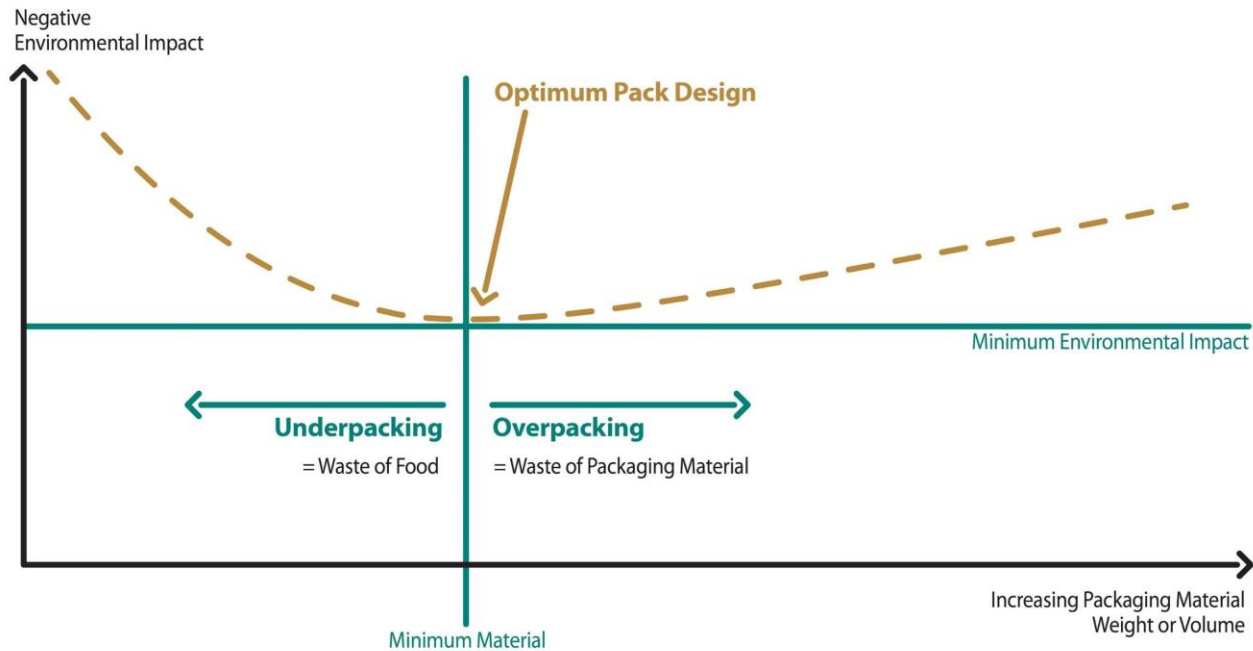 Negative
Environmental Impact
Optimum Pack Design
Minimum Environmental Impact
Underpacking
= Waste of Food
Overpacking
= Waste of Packaging Material
Increasing Packaging Material
Weight or Volume
Minimum Material